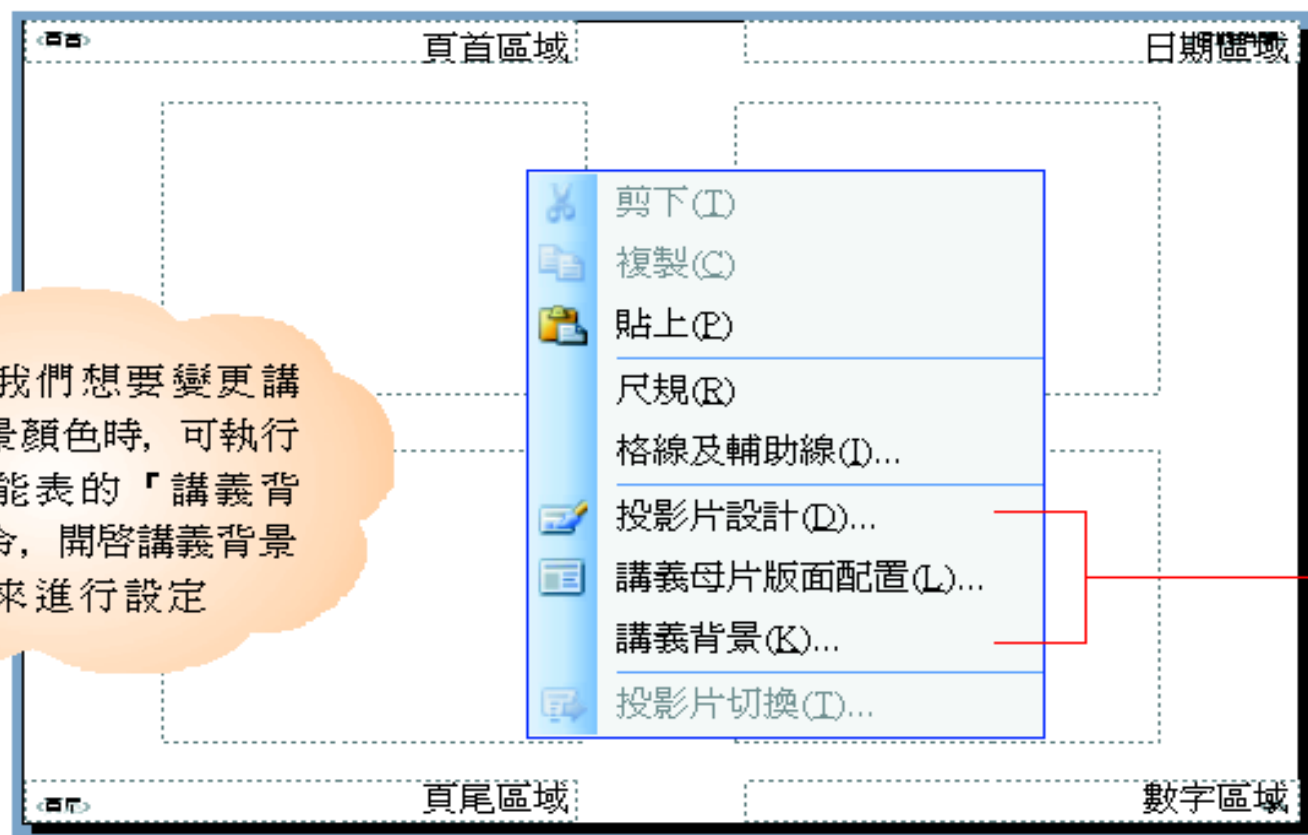 <頁首>
頁首區域
日期區域
剪下(T)
複製(C)
貼上(P)
尺規(R)
格線及輔助線(I)...
投影片設計(D)...
講義母片版面配置(L)...
講義背景(K)...
投影片切換(T)...
我們想要變更講
景顏色時, 可執行
能表的「講義背
令, 開啓講義背景
來進行設定
<頁尾>
頁尾區域
數字區域